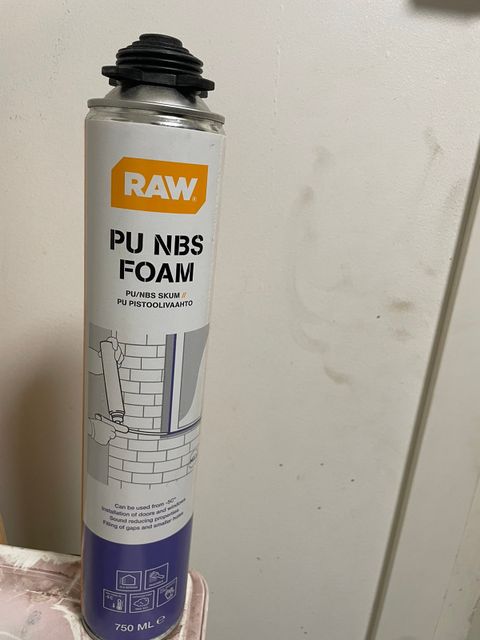 RAW
PU NBS
FOAM
PU/NBS SKUM //
PU PISTOOLIVAAHTO
Can be used from -50°
Installation of doors and windows
Sound reducing properties
Filling of gaps and smaller holes
750 ML e